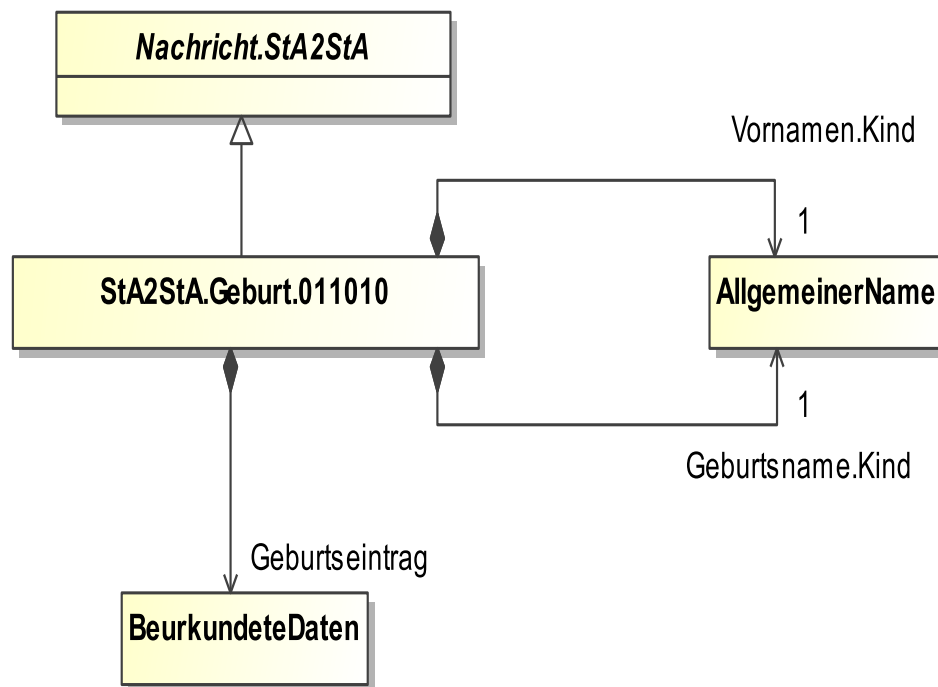 Nachricht.StA2StA
Vornamen.Kind
1
StA2StA.Geburt.011010
AllgemeinerName
1
Geburtsname.Kind
Geburtseintrag
BeurkundeteDaten